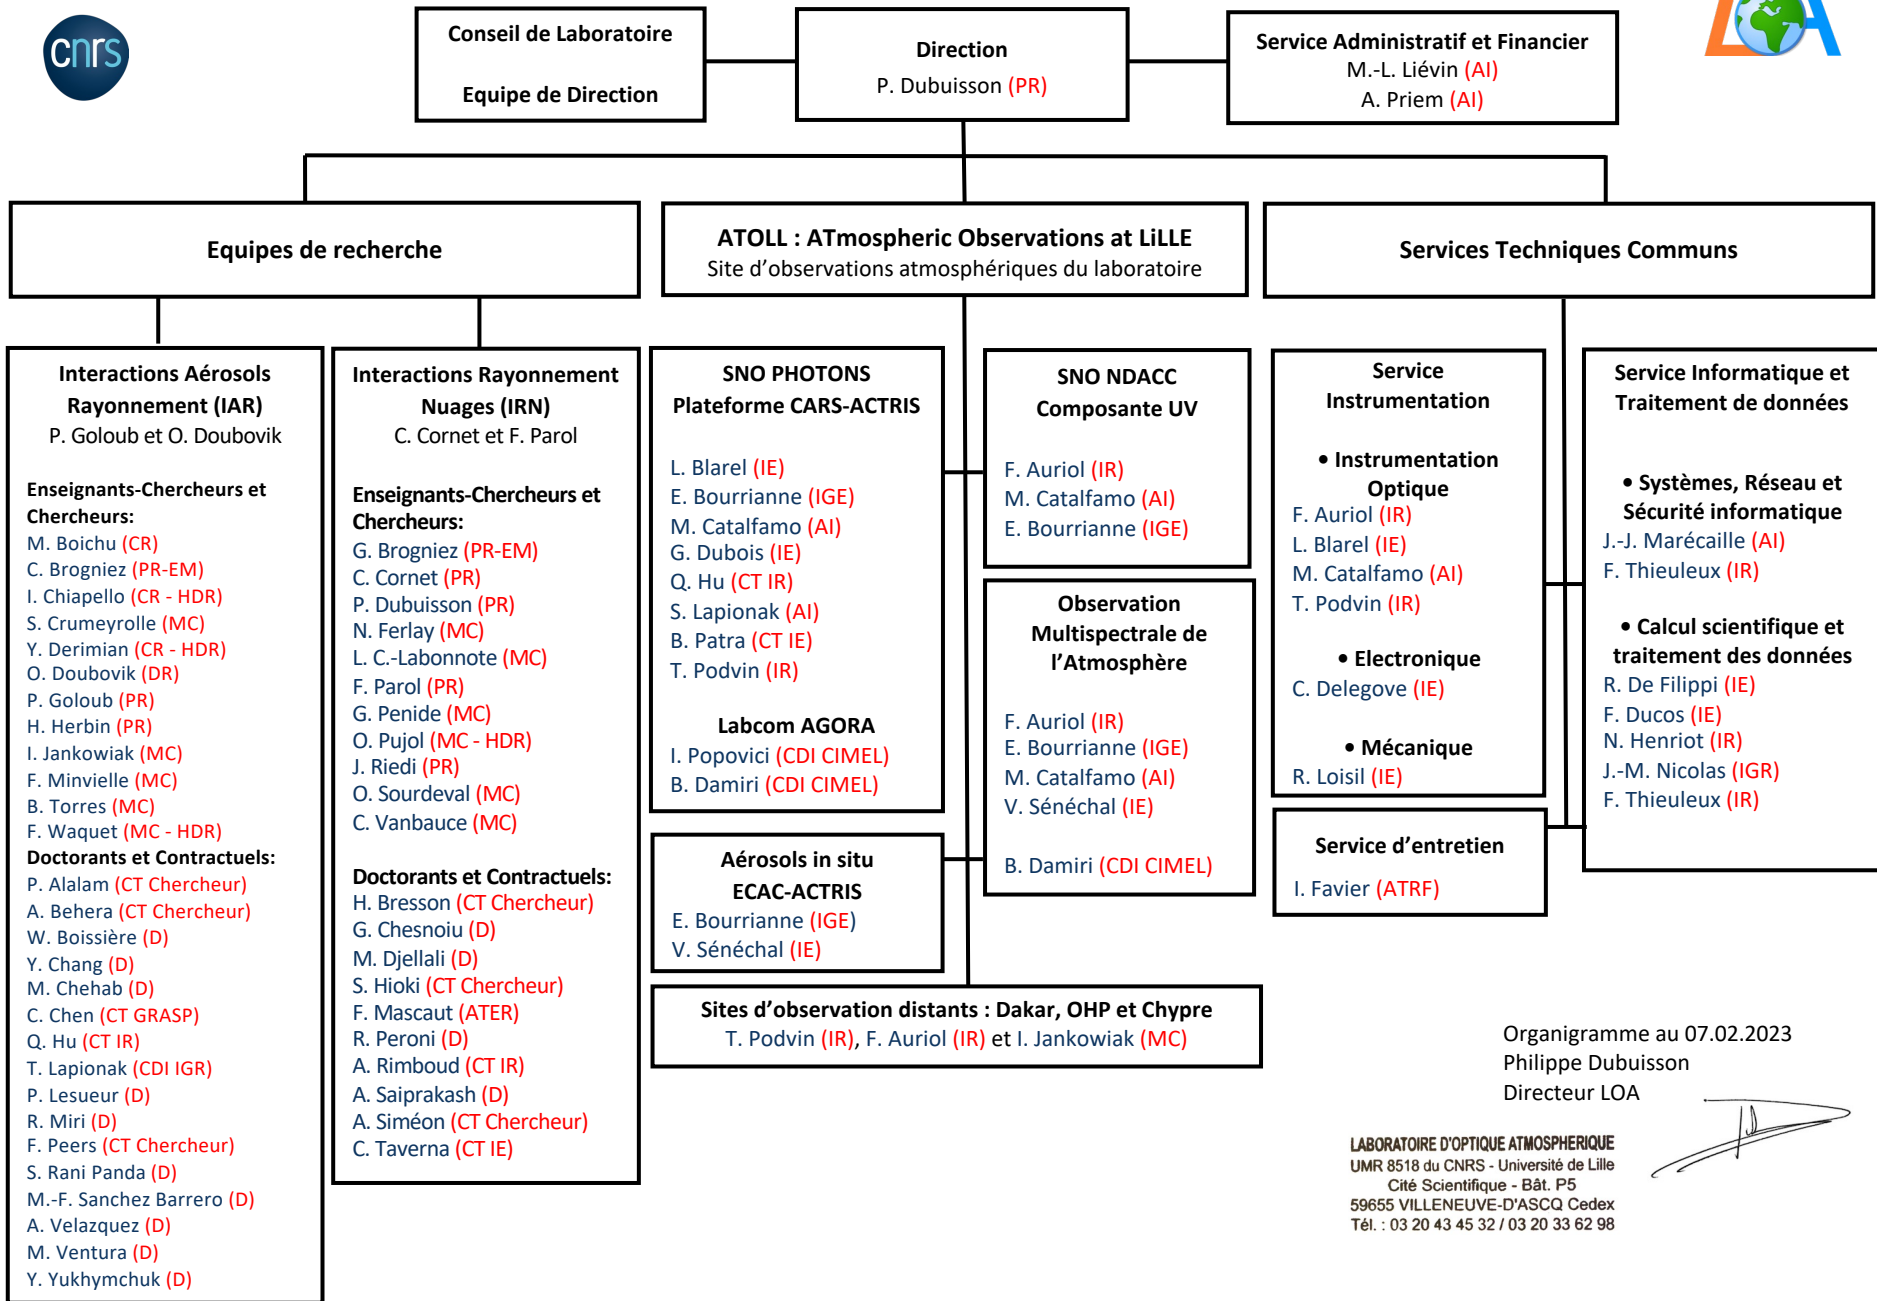 cnrs
Conseil de Laboratoire
Equipe de Direction
Direction
P. Dubuisson (PR)
Service Administratif et Financier
M.-L. Liévin (AI)
A. Priem (AI)
LOA
Equipes de recherche
ATOLL : ATmospheric Observations at LiLLE
Site d'observations atmosphériques du laboratoire
Services Techniques Communs
Interactions Aérosols
Rayonnement (IAR)
P. Goloub et O. Doubovik
Enseignants-Chercheurs et
Chercheurs:
M. Boichu (CR)
C. Brogniez (PR-EM)
I. Chiapello (CR - HDR)
S. Crumeyrolle (MC)
Y. Derimian (CR - HDR)
O. Doubovik (DR)
P. Goloub (PR)
H. Herbin (PR)
I. Jankowiak (MC)
F. Minvielle (MC)
B. Torres (MC)
F. Waquet (MC - HDR)
Doctorants et Contractuels:
P. Alalam (CT Chercheur)
A. Behera (CT Chercheur)
W. Boissière (D)
Y. Chang (D)
M. Chehab (D)
C. Chen (CT GRASP)
Q. Hu (CT IR)
T. Lapionak (CDI IGR)
P. Lesueur (D)
R. Miri (D)
F. Peers (CT Chercheur)
S. Rani Panda (D)
M.-F. Sanchez Barrero (D)
A. Velazquez (D)
M. Ventura (D)
Y. Yukhymchuk (D)
Interactions Rayonnement
Nuages (IRN)
C. Cornet et F. Parol
Enseignants-Chercheurs et
Chercheurs:
G. Brogniez (PR-EM)
C. Cornet (PR)
P. Dubuisson (PR)
N. Ferlay (MC)
L. C.-Labonnote (MC)
F. Parol (PR)
G. Penide (MC)
O. Pujol (MC - HDR)
J. Riedi (PR)
O. Sourdeval (MC)
C. Vanbauce (MC)
Doctorants et Contractuels:
H. Bresson (CT Chercheur)
G. Chesnoiu (D)
M. Djellali (D)
S. Hioki (CT Chercheur)
F. Mascaut (ATER)
R. Peroni (D)
A. Rimboud (CT IR)
A. Saiprakash (D)
A. Siméon (CT Chercheur)
C. Taverna (CT IE)
SNO PHOTONS
Plateforme CARS-ACTRIS
L. Blarel (IE)
E. Bourrianne (IGE)
M. Catalfamo (AI)
G. Dubois (IE)
Q. Hu (CT IR)
S. Lapionak (AI)
B. Patra (CT IE)
T. Podvin (IR)
Labcom AGORA
I. Popovici (CDI CIMEL)
B. Damiri (CDI CIMEL)
Aérosols in situ
ECAC-ACTRIS
E. Bourrianne (IGE)
V. Sénéchal (IE)
SNO NDACC
Composante UV
F. Auriol (IR)
M. Catalfamo (AI)
E. Bourrianne (IGE)
Observation
Multispectrale de
l'Atmosphère
F. Auriol (IR)
E. Bourrianne (IGE)
M. Catalfamo (AI)
V. Sénéchal (IE)
B. Damiri (CDI CIMEL)
Sites d'observation distants : Dakar, OHP et Chypre
T. Podvin (IR), F. Auriol (IR) et I. Jankowiak (MC)
Service
Instrumentation
• Instrumentation
Optique
F. Auriol (IR)
L. Blarel (IE)
M. Catalfamo (AI)
T. Podvin (IR)
• Electronique
C. Delegove (IE)
• Mécanique
R. Loisil (IE)
Service d'entretien
I. Favier (ATRF)
Service Informatique et
Traitement de données
• Systèmes, Réseau et
Sécurité informatique
J.-J. Marécaille (AI)
F. Thieuleux (IR)
• Calcul scientifique et
traitement des données
R. De Filippi (IE)
F. Ducos (IE)
N. Henriot (IR)
J.-M. Nicolas (IGR)
F. Thieuleux (IR)
Organigramme au 07.02.2023
Philippe Dubuisson
Directeur LOA
LABORATOIRE D'OPTIQUE ATMOSPHERIQUE
UMR 8518 du CNRS - Université de Lille
Cité Scientifique - Bât. P5
59655 VILLENEUVE-D'ASCQ Cedex
Tél. : 03 20 43 45 32 / 03 20 33 62 98